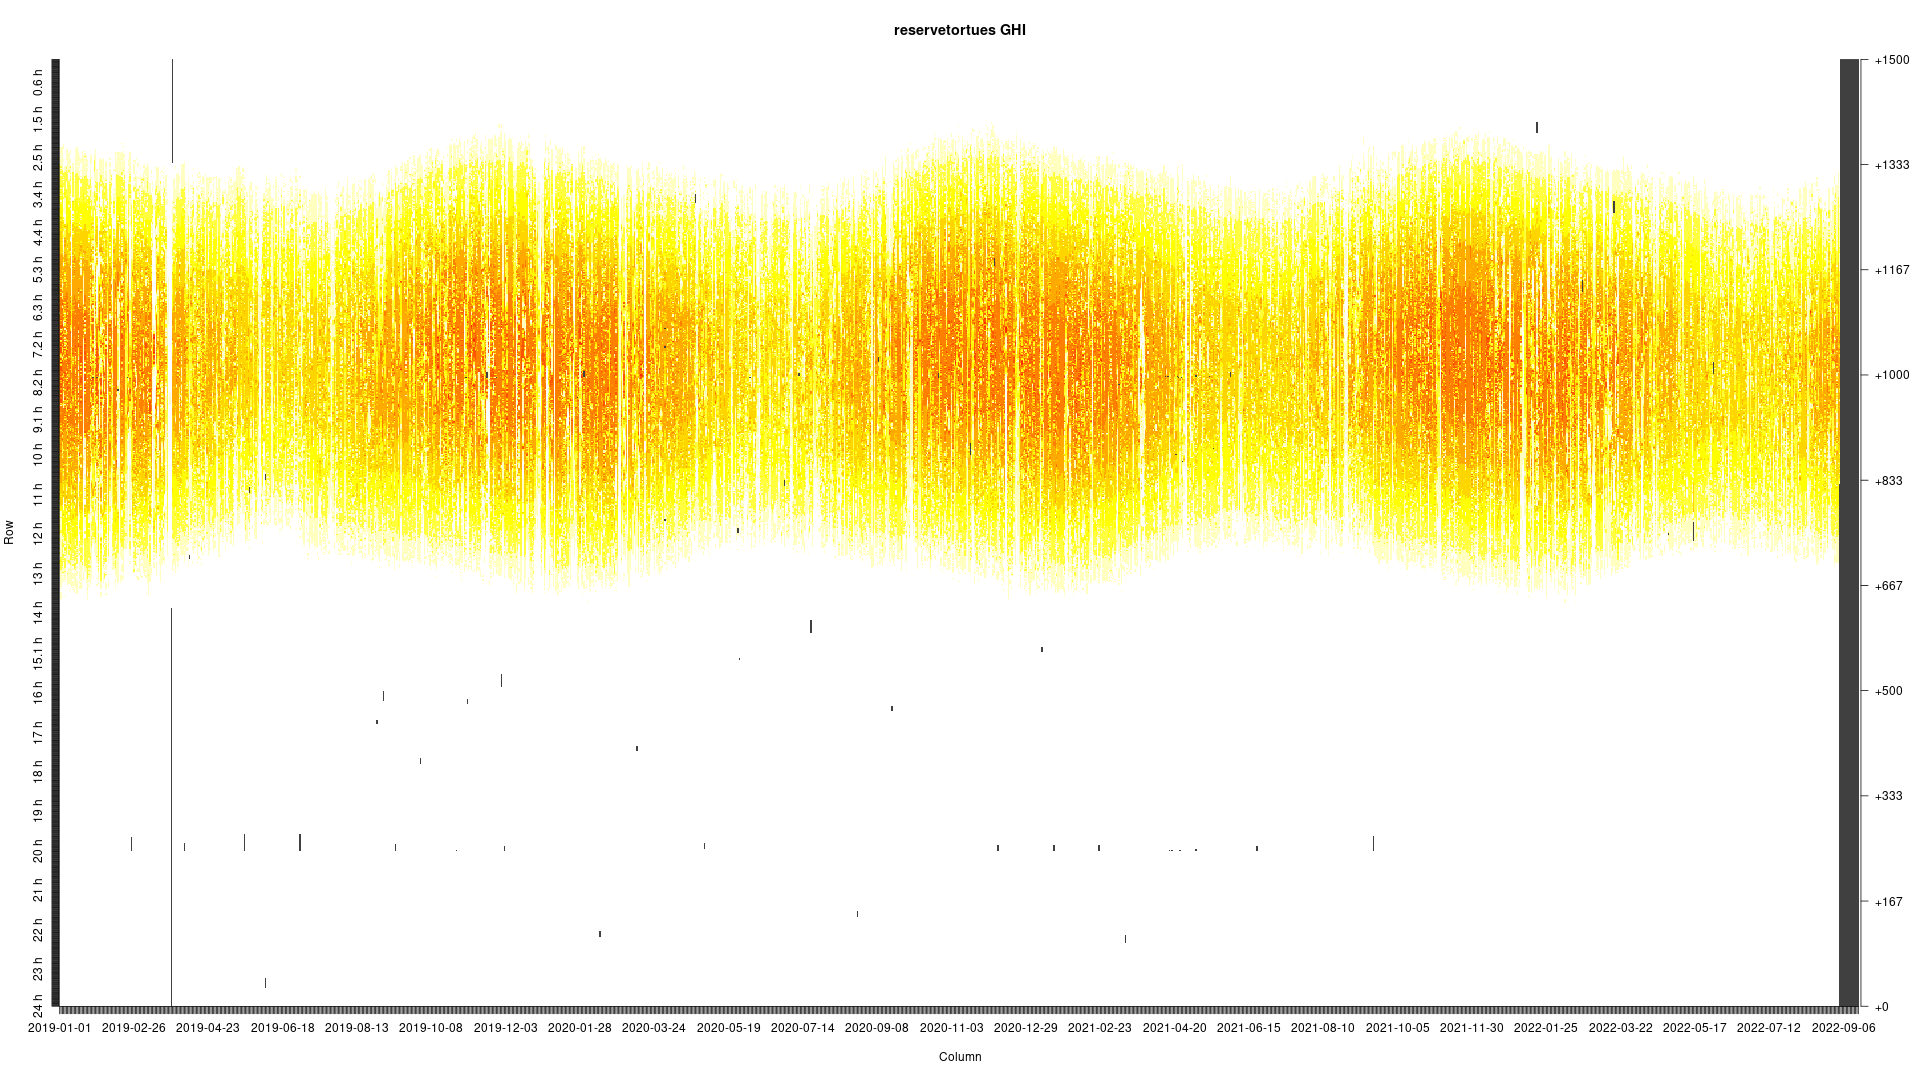 reservetortues GHI
Row
0.6 h
1.5 h
2.5 h
3.4 h
4.4 h
5.3 h
6.3 h
7.2 h
8.2 h
9.1 h
10 h
11 h
12 h
13 h
14 h
15.1 h
16 h
17 h
18 h
19 h
20 h
21 h
22 h
23 h
24 h
+1500
+1333
+1167
+1000
+833
+667
+500
+333
+167
+0
2019-01-01 2019-02-26 2019-04-23 2019-06-18 2019-08-13 2019-10-08 2019-12-03 2020-01-28 2020-03-24 2020-05-19 2020-07-14 2020-09-08 2020-11-03 2020-12-29 2021-02-23 2021-04-20 2021-06-15 2021-08-10 2021-10-05 2021-11-30 2022-01-25 2022-03-22 2022-05-17 2022-07-12 2022-09-06
Column